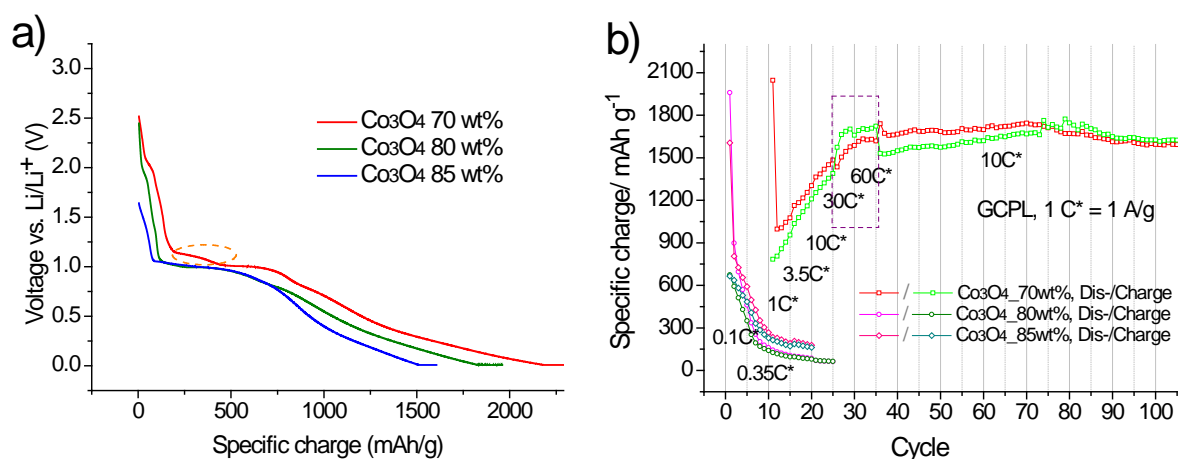 a)
3.0
2.5
2.0
1.5
1.0
0.5
0.0
Voltage vs. Li/Li⁺ (V)
Co3O4 70 wt%
Co3O4 80 wt%
Co3O4 85 wt%
0 500 1000 1500 2000
Specific charge (mAh/g)
b)
2100
1800
1500
1200
900
600
300
0
Specific charge/ mAh g⁻¹
60C*
30C*
10C*
10C*
3.5C*
1C*
0.1C*
0.35C*
GCPL, 1 C* = 1 A/g
/ Co3O4_70wt%, Dis-/Charge
/ Co3O4_80wt%, Dis-/Charge
/ Co3O4_85wt%, Dis-/Charge
0 10 20 30 40 50 60 70 80 90 100
Cycle